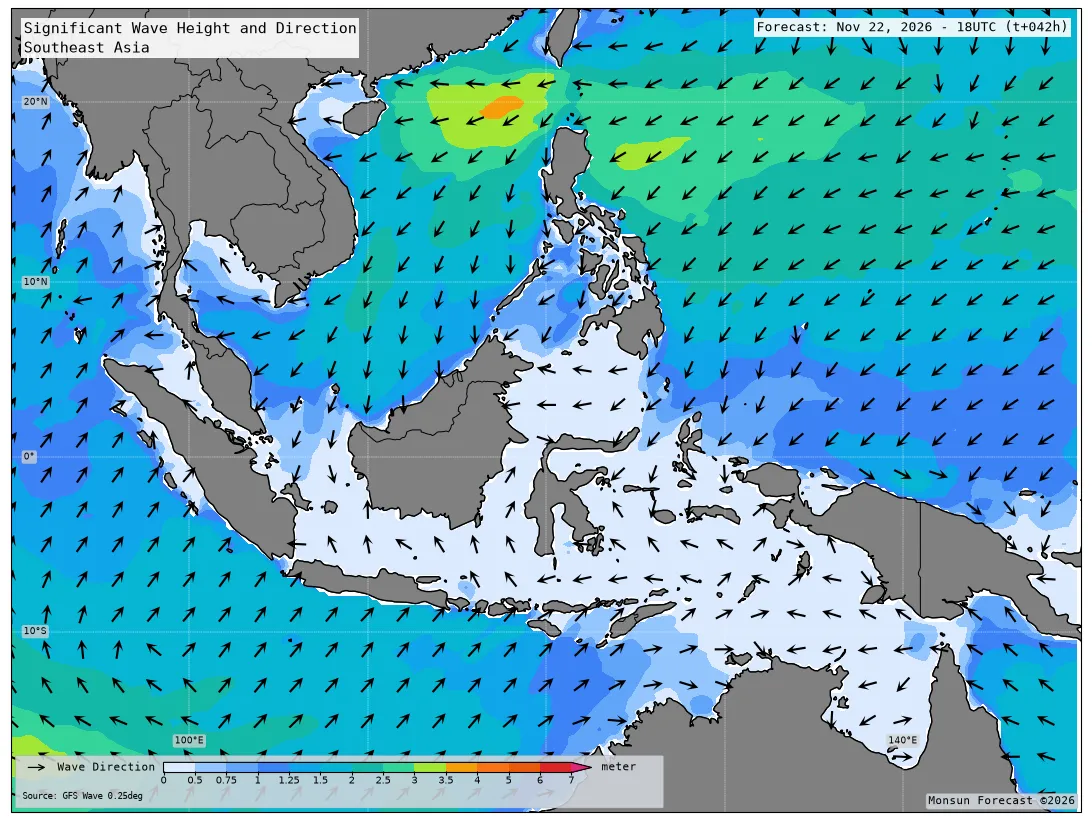 Significant Wave Height and Direction
Southeast Asia
Forecast: Nov 22, 2026 - 18UTC (t+042h)
20°N
10°N
0°
10°S
100°E
140°E
Wave Direction
0 0.5 0.75 1 1.25 1.5 2 2.5 3 3.5 4 5 6 7
meter
Source: GFS Wave 0.25deg
Monsun Forecast ©2026